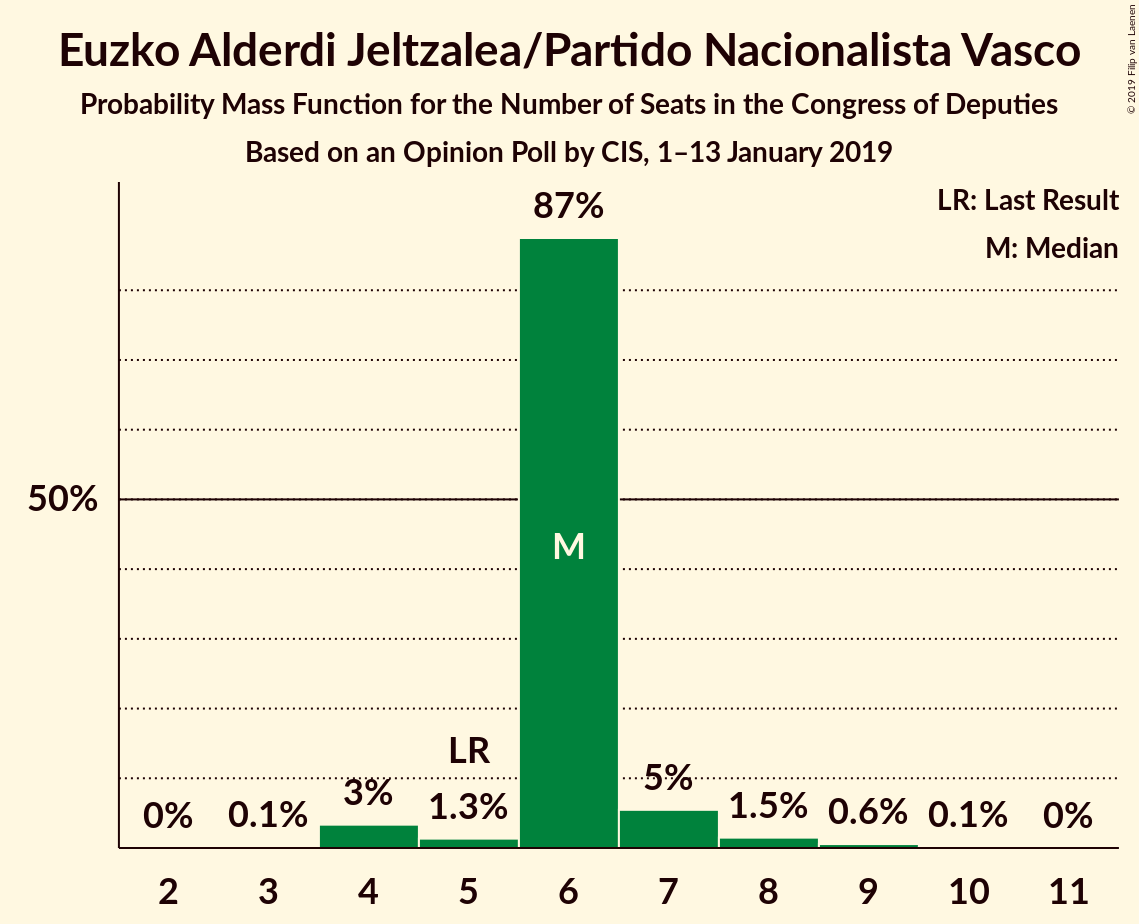 Euzko Alderdi Jeltzalea/Partido Nacionalista Vasco
Probability Mass Function for the Number of Seats in the Congress of Deputies
Based on an Opinion Poll by CIS, 1–13 January 2019
© 2019 Filip van Laenen
LR: Last Result
M: Median
87%
50%
M
LR
0% 0.1% 3% 1.3% 5% 1.5% 0.6% 0.1% 0%
2 3 4 5 6 7 8 9 10 11